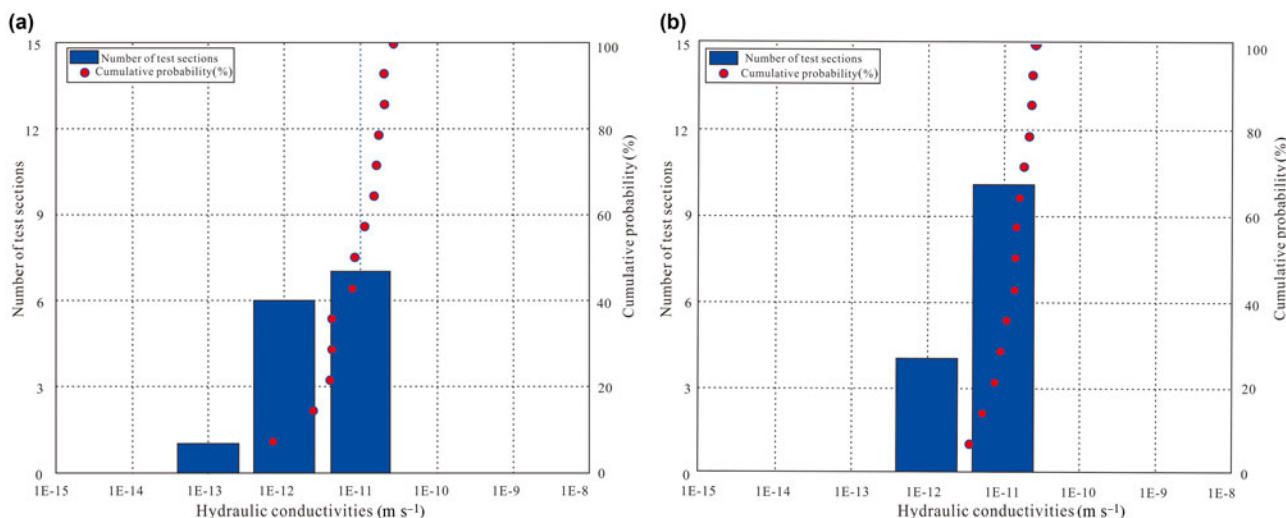 (a)
15
12
9
6
3
0
Number of test sections
Number of test sections
Cumulative probability(%)
100
80
60
40
20
0
Cumulative probability(%)
1E-15 1E-14 1E-13 1E-12 1E-11 1E-10 1E-9 1E-8
Hydraulic conductivities (m s⁻¹)
(b)
15
12
9
6
3
0
Number of test sections
Number of test sections
Cumulative probability(%)
100
80
60
40
20
0
Cumulative probability(%)
1E-15 1E-14 1E-13 1E-12 1E-11 1E-10 1E-9 1E-8
Hydraulic conductivities (m s⁻¹)